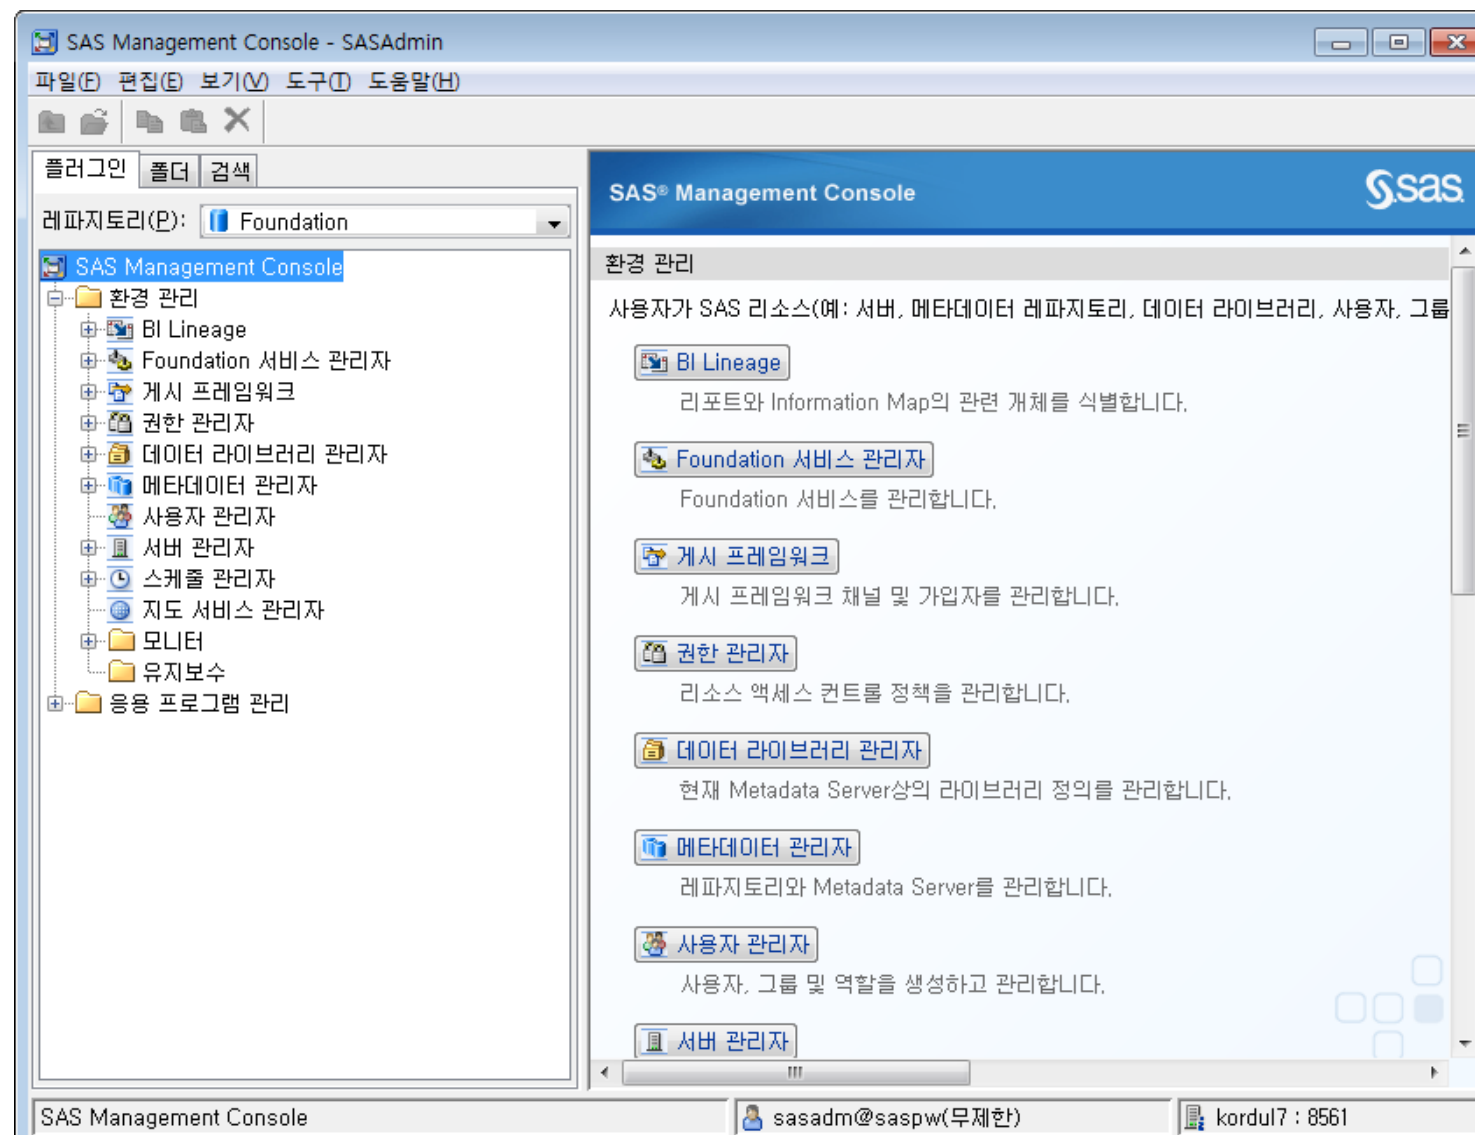 SAS Management Console - SASAdmin
파일(F) 편집(E) 보기(V) 도구(T) 도움말(H)
플러그인 폴더 검색
레파지토리(P): Foundation
SAS Management Console
환경 관리
BI Lineage
Foundation 서비스 관리자
게시 프레임워크
권한 관리자
데이터 라이브러리 관리자
메타데이터 관리자
사용자 관리자
서버 관리자
스케줄 관리자
지도 서비스 관리자
모니터
유지보수
응용 프로그램 관리
SAS® Management Console
sas
환경 관리
사용자가 SAS 리소스(예: 서버, 메타데이터 레파지토리, 데이터 라이브러리, 사용자, 그룹
BI Lineage
리포트와 Information Map의 관련 개체를 식별합니다.
Foundation 서비스 관리자
Foundation 서비스를 관리합니다.
게시 프레임워크
게시 프레임워크 채널 및 가입자를 관리합니다.
권한 관리자
리소스 액세스 컨트롤 정책을 관리합니다.
데이터 라이브러리 관리자
현재 Metadata Server상의 라이브러리 정의를 관리합니다.
메타데이터 관리자
레파지토리와 Metadata Server를 관리합니다.
사용자 관리자
사용자, 그룹 및 역할을 생성하고 관리합니다.
서버 관리자
SAS Management Console
sasadm@saspw(무제한)
kordul7 : 8561